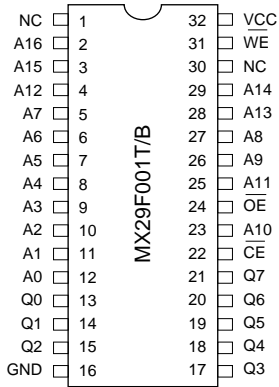 NC 1 32 VCC
A16 2 31 W̅E̅
A15 3 30 NC
A12 4 29 A14
A7 5 28 A13
A6 6 27 A8
A5 7 26 A9
A4 8 25 A11
A3 9 24 O̅E̅
A2 10 23 A10
A1 11 22 C̅E̅
A0 12 21 Q7
Q0 13 20 Q6
Q1 14 19 Q5
Q2 15 18 Q4
GND 16 17 Q3
MX29F001T/B